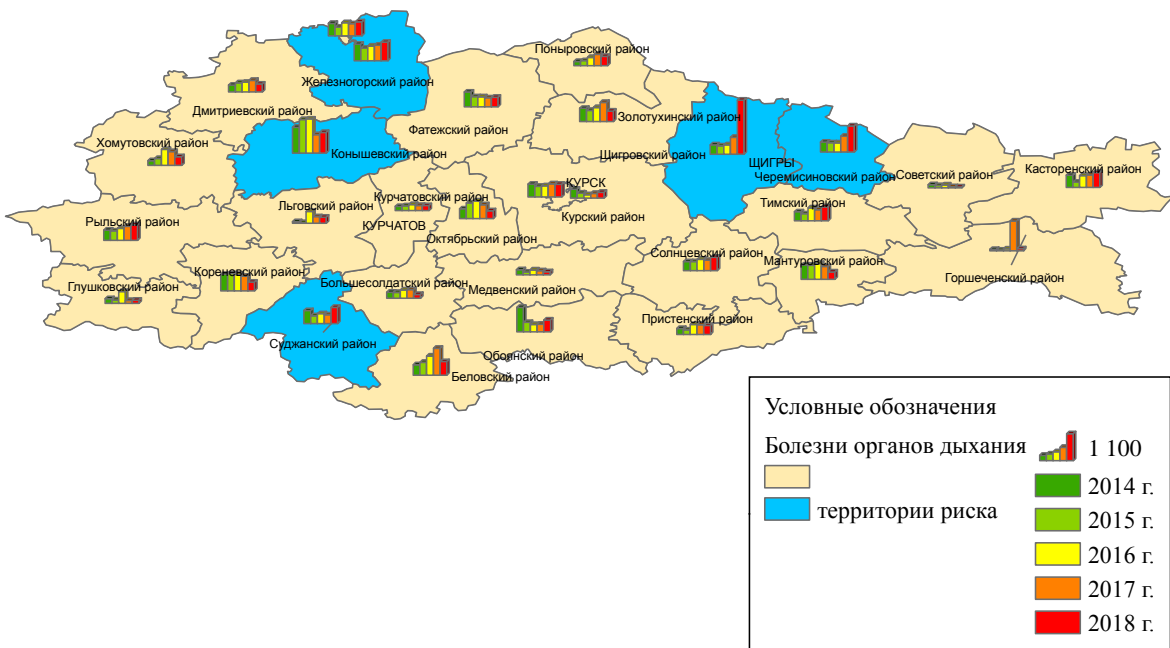 Поныровский район
Железногорский район
Дмитриевский район
Золотухинский район
Фатежский район
Хомутовский район
Конышевский район
Щигровский район
ЩИГРЫ
Черемисиновский район
Советский район
Касторенский район
КУРСК
Курчатовский район
Льговский район
Тимский район
Рыльский район
КУРЧАТОВ
Октябрьский район
Курский район
Солнцевский район
Мантуровский район
Кореневский район
Горшеченский район
Большесолдатский район
Глушковский район
Медвенский район
Пристенский район
Суджанский район
Обоянский район
Беловский район
Условные обозначения
Болезни органов дыхания
1 100
2014 г.
территории риска
2015 г.
2016 г.
2017 г.
2018 г.